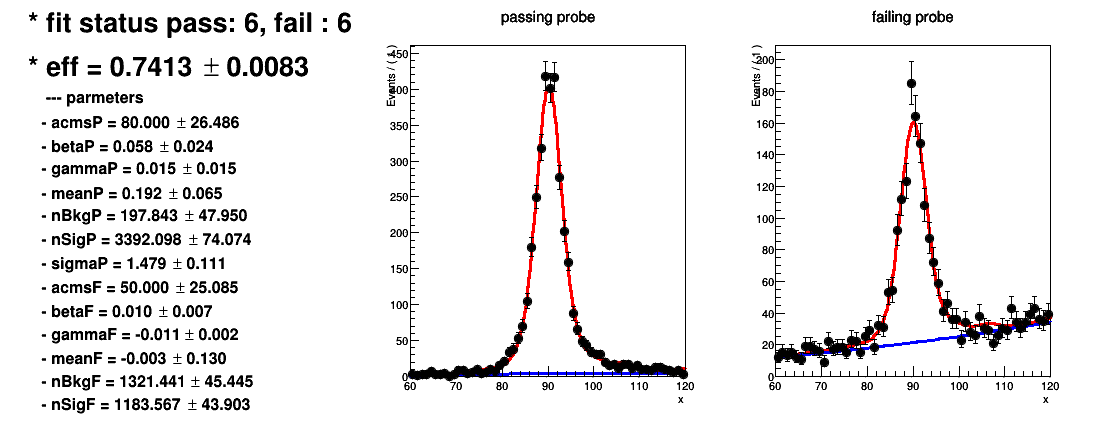 * fit status pass: 6, fail : 6
* eff = 0.7413 ± 0.0083
--- parmeters
- acmsP = 80.000 ± 26.486
- betaP = 0.058 ± 0.024
- gammaP = 0.015 ± 0.015
- meanP = 0.192 ± 0.065
- nBkgP = 197.843 ± 47.950
- nSigP = 3392.098 ± 74.074
- sigmaP = 1.479 ± 0.111
- acmsF = 50.000 ± 25.085
- betaF = 0.010 ± 0.007
- gammaF = -0.011 ± 0.002
- meanF = -0.003 ± 0.130
- nBkgF = 1321.441 ± 45.445
- nSigF = 1183.567 ± 43.903
passing probe
Events / ( 1 )
450
400
350
300
250
200
150
100
50
0
60 70 80 90 100 110 120
x
failing probe
Events / ( 1 )
200
180
160
140
120
100
80
60
40
20
0
60 70 80 90 100 110 120
x